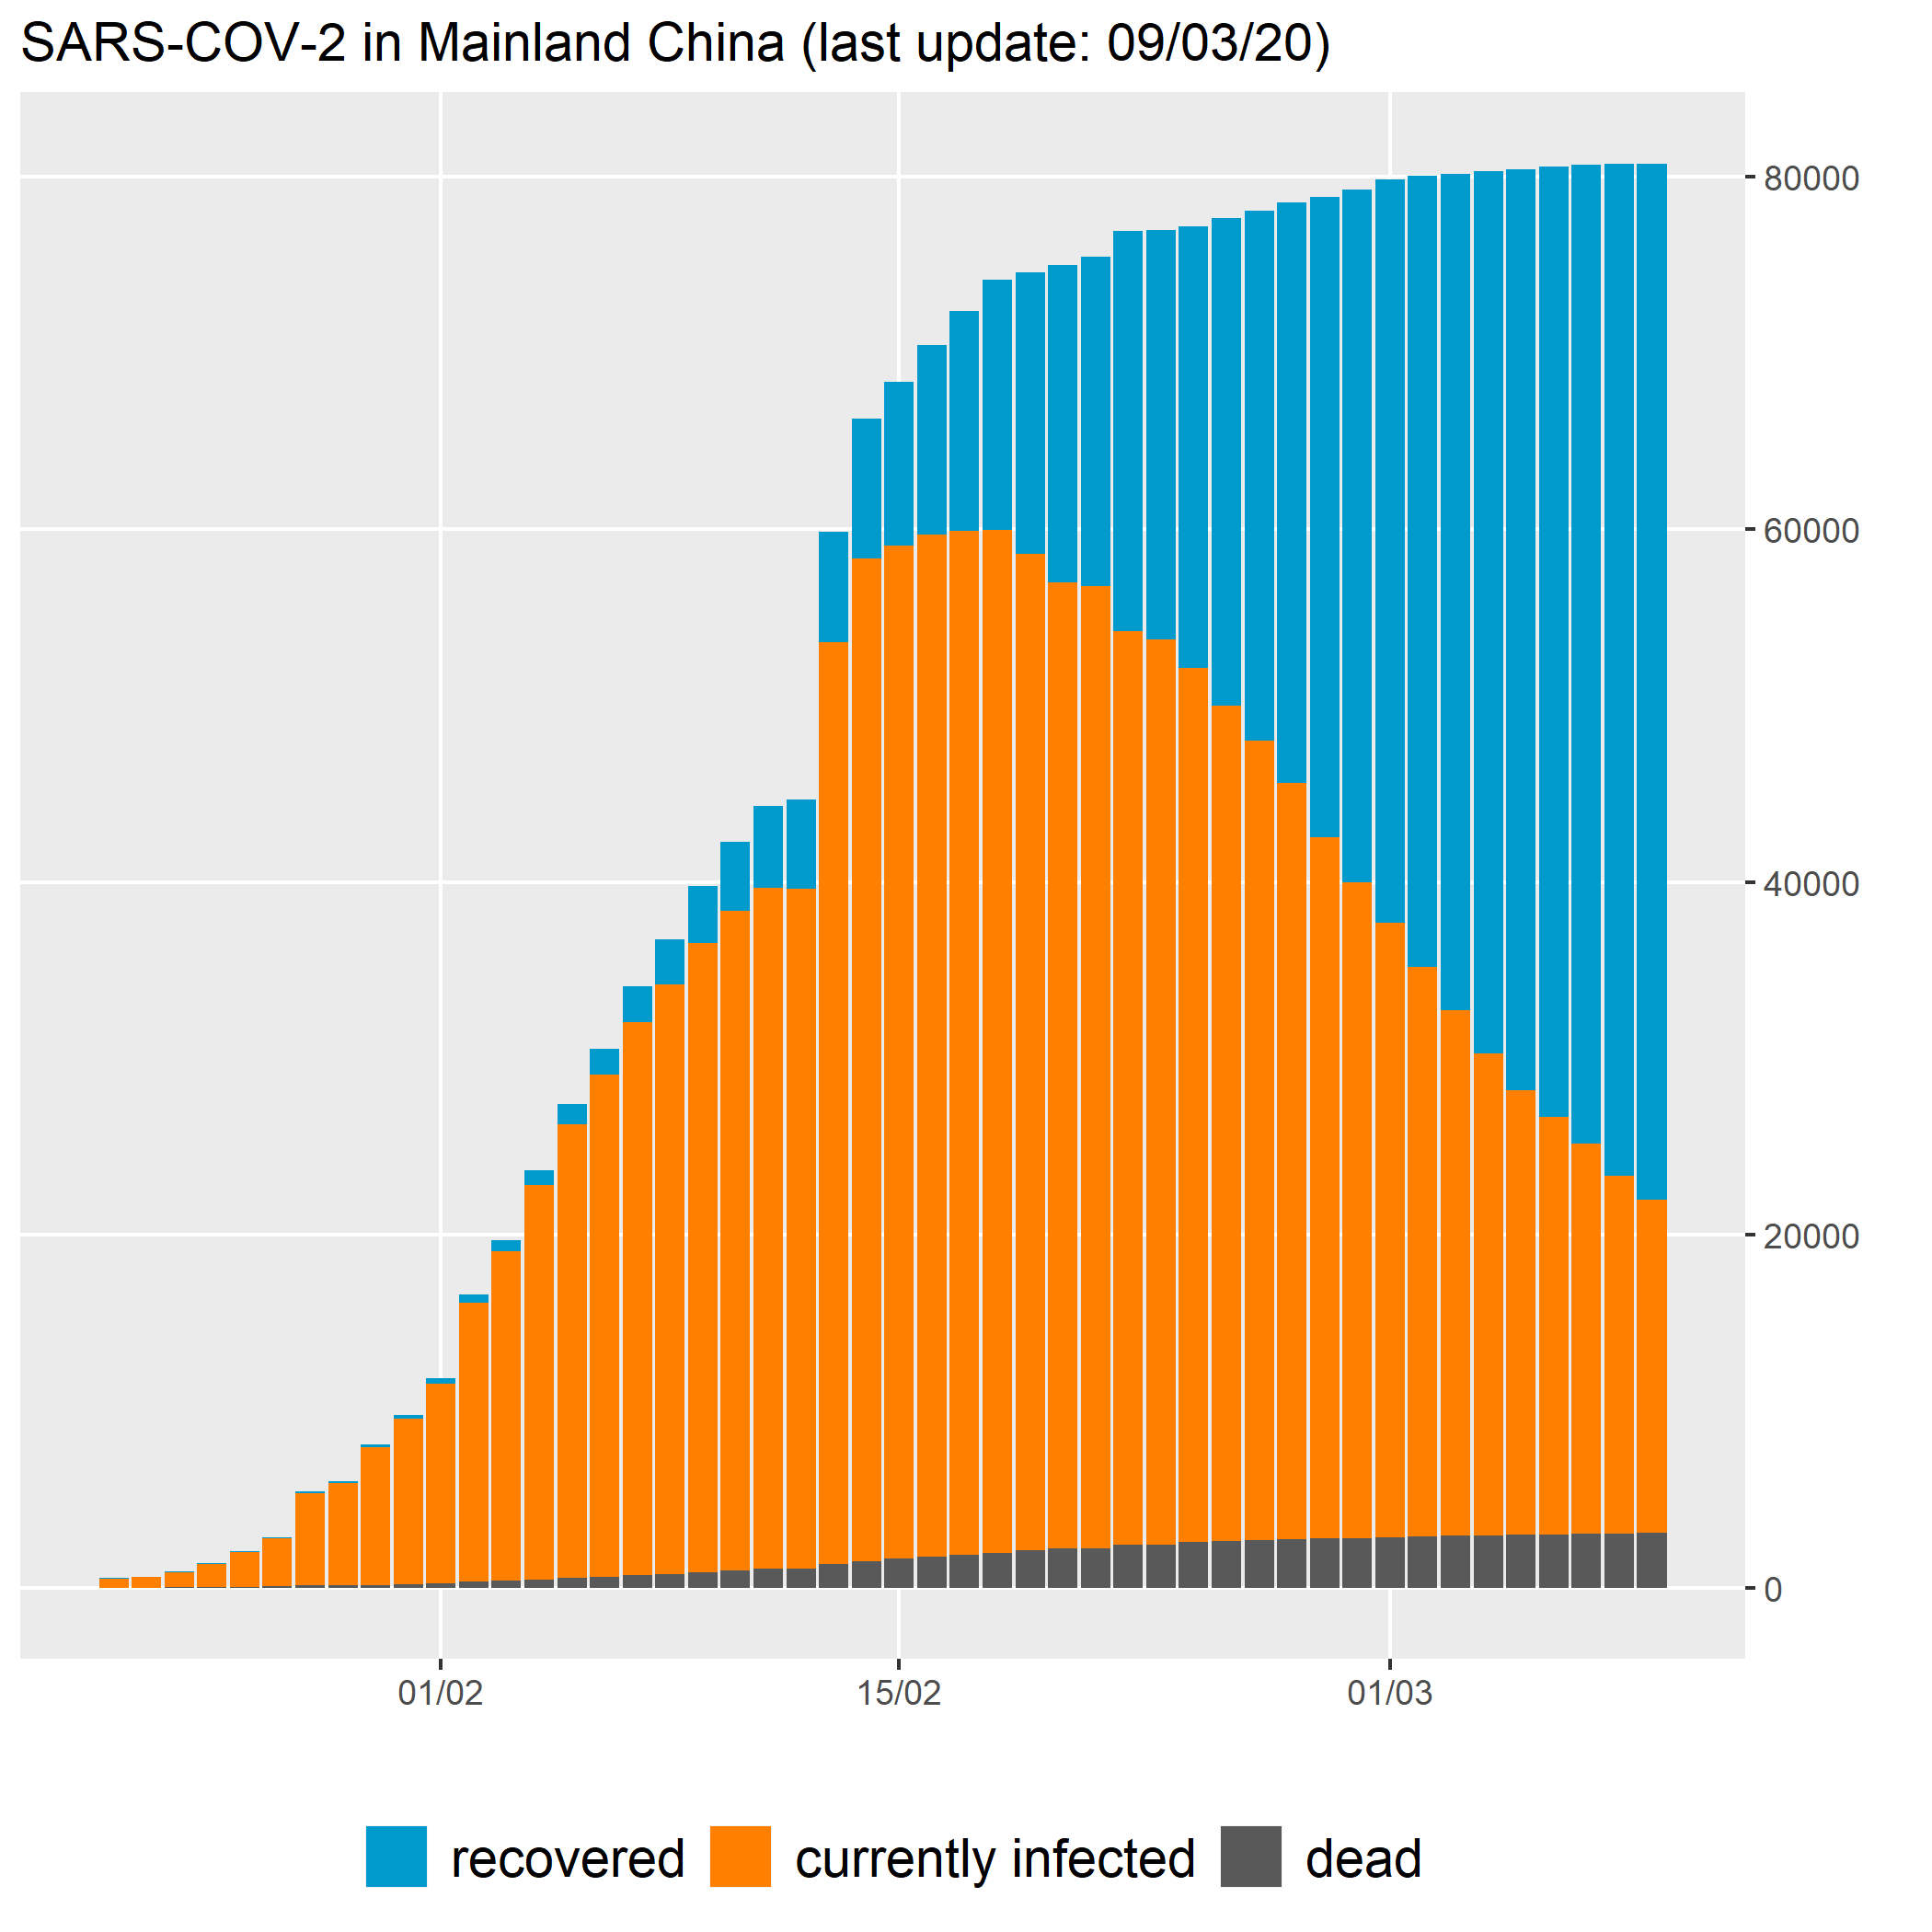 SARS-COV-2 in Mainland China (last update: 09/03/20)
80000
60000
40000
20000
0
01/02 15/02 01/03
recovered currently infected dead